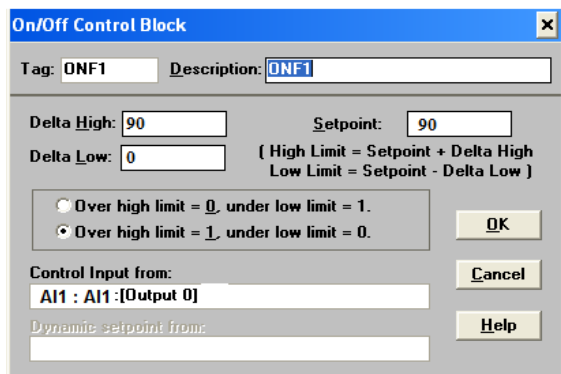 On/Off Control Block
Tag: ONF1 Description: ONF1
Delta High: 90 Setpoint: 90
Delta Low: 0 ( High Limit = Setpoint + Delta High
Low Limit = Setpoint - Delta Low )
Over high limit = 0, under low limit = 1.
Over high limit = 1, under low limit = 0.
OK
Control Input from:
Cancel
AI1 : AI1:[Output 0]
Dynamic setpoint from:
Help